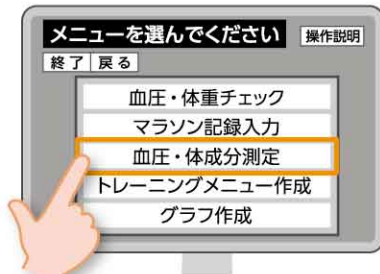 メニューを選んでください
操作説明
終了 戻る
血圧・体重チェック
マラソン記録入力
血圧・体成分測定
トレーニングメニュー作成
グラフ作成